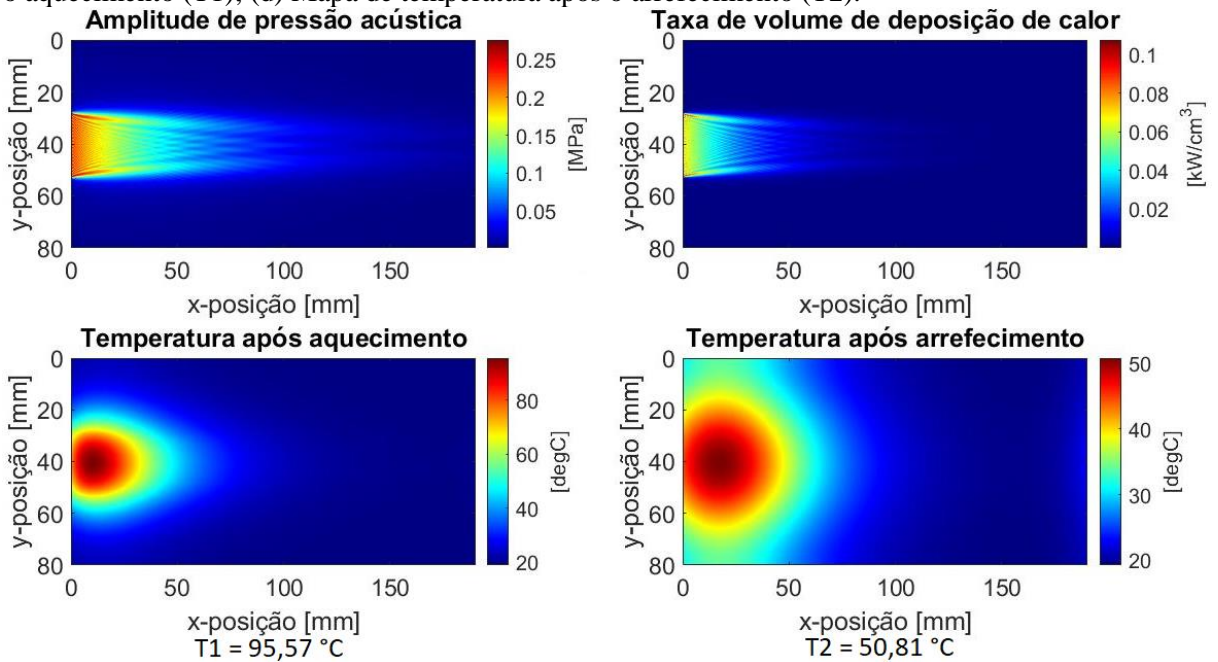 o aquecimento (T1); (d) Mapa de temperatura após o arrefecimento (T2).
Amplitude de pressão acústica
0
20
40
60
80
y-posição [mm]
0 50 100 150
x-posição [mm]
0.25
0.2
0.15
0.1
0.05
[MPa]
Taxa de volume de deposição de calor
0
20
40
60
80
y-posição [mm]
0 50 100 150
x-posição [mm]
0.1
0.08
0.06
0.04
0.02
[kW/cm³]
Temperatura após aquecimento
0
20
40
60
80
y-posição [mm]
0 50 100 150
x-posição [mm]
80
60
40
20
[degC]
T1 = 95,57 °C
Temperatura após arrefecimento
0
20
40
60
80
y-posição [mm]
0 50 100 150
x-posição [mm]
50
40
30
20
[degC]
T2 = 50,81 °C